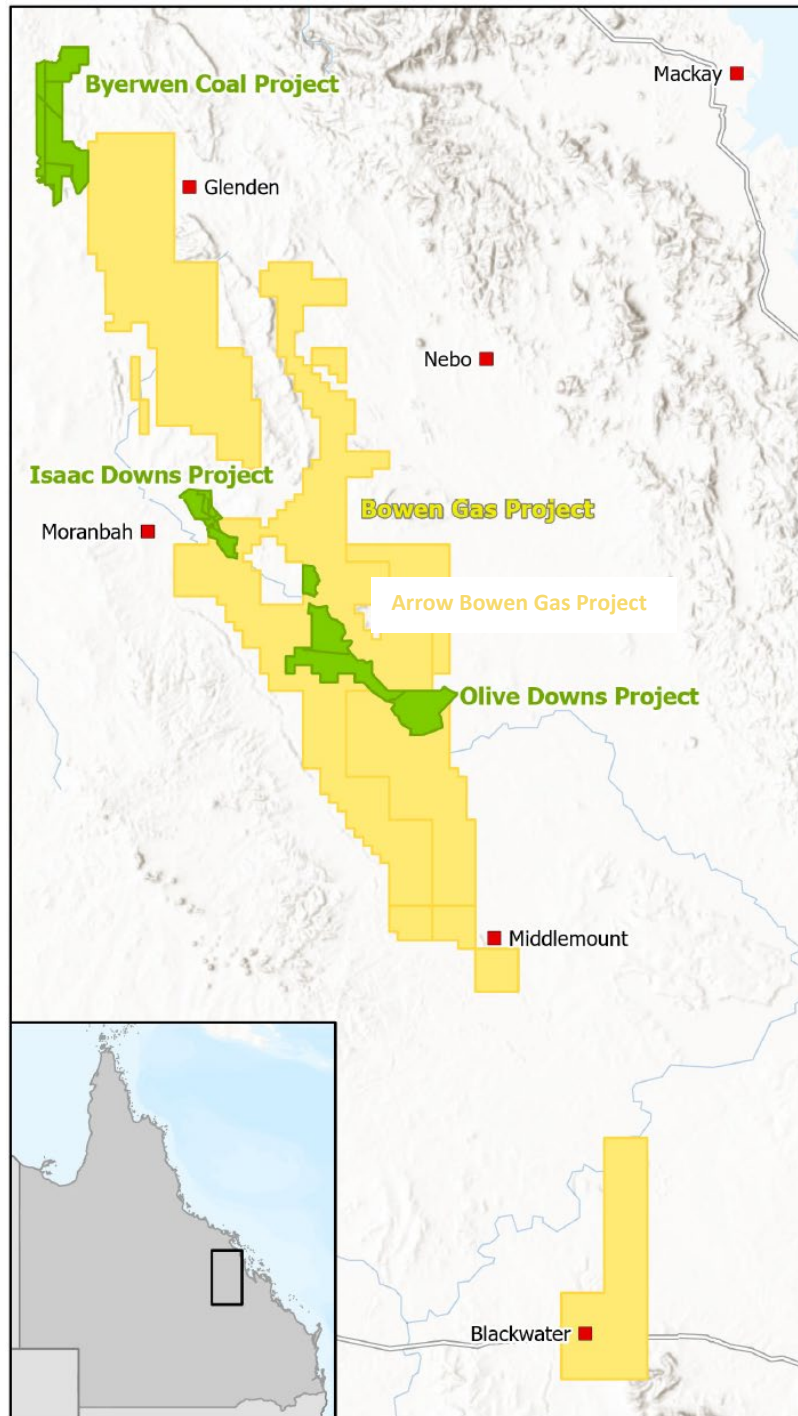 Mackay
Byerwen Coal Project
Glenden
Nebo
Isaac Downs Project
Bowen Gas Project
Moranbah
Arrow Bowen Gas Project
Olive Downs Project
Middlemount
Blackwater